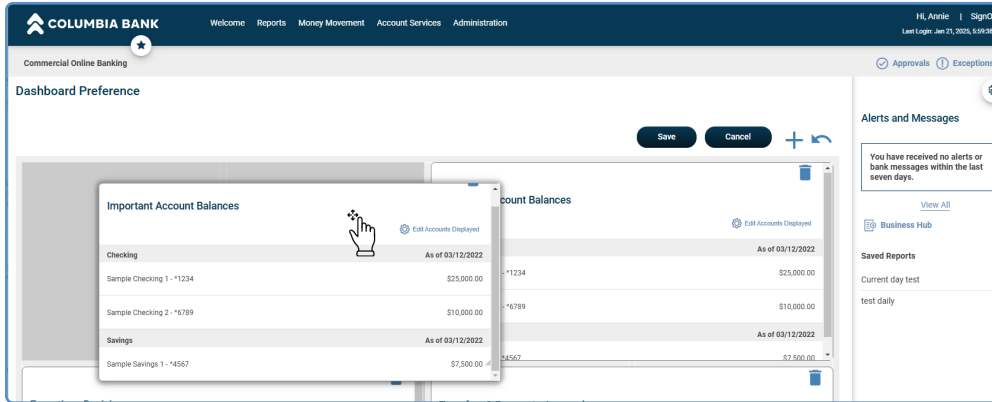 COLUMBIA BANK
Welcome Reports Money Movement Account Services Administration
Hi, Annie | SignO
Last Login: Jan 21, 2025, 5:59:38
Commercial Online Banking
Approvals Exceptions
Dashboard Preference
Save Cancel
Alerts and Messages
You have received no alerts or
bank messages within the last
seven days.
View All
Business Hub
Saved Reports
Current day test
test daily
Important Account Balances
Edit Accounts Displayed
Checking As of 03/12/2022
Sample Checking 1 - *1234 $25,000.00
Sample Checking 2 - *6789 $10,000.00
Savings As of 03/12/2022
Sample Savings 1 - *4567 $7,500.00
count Balances
Edit Accounts Displayed
As of 03/12/2022
- *1234 $25,000.00
- *6789 $10,000.00
As of 03/12/2022
*4567 $7,500.00